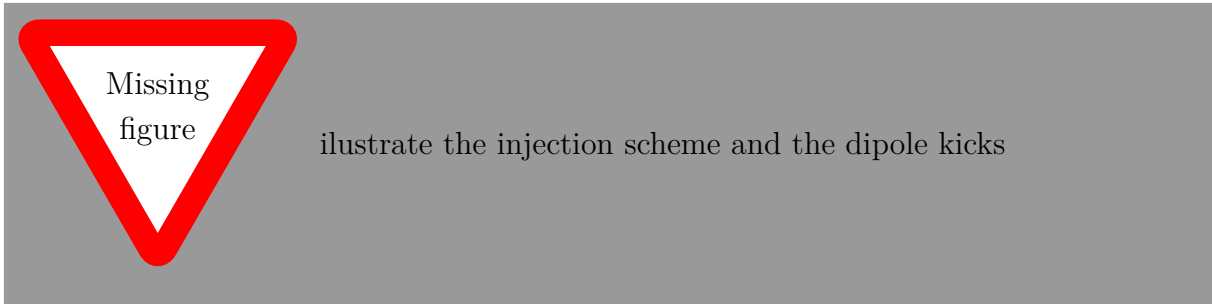 Missing
figure
ilustrate the injection scheme and the dipole kicks